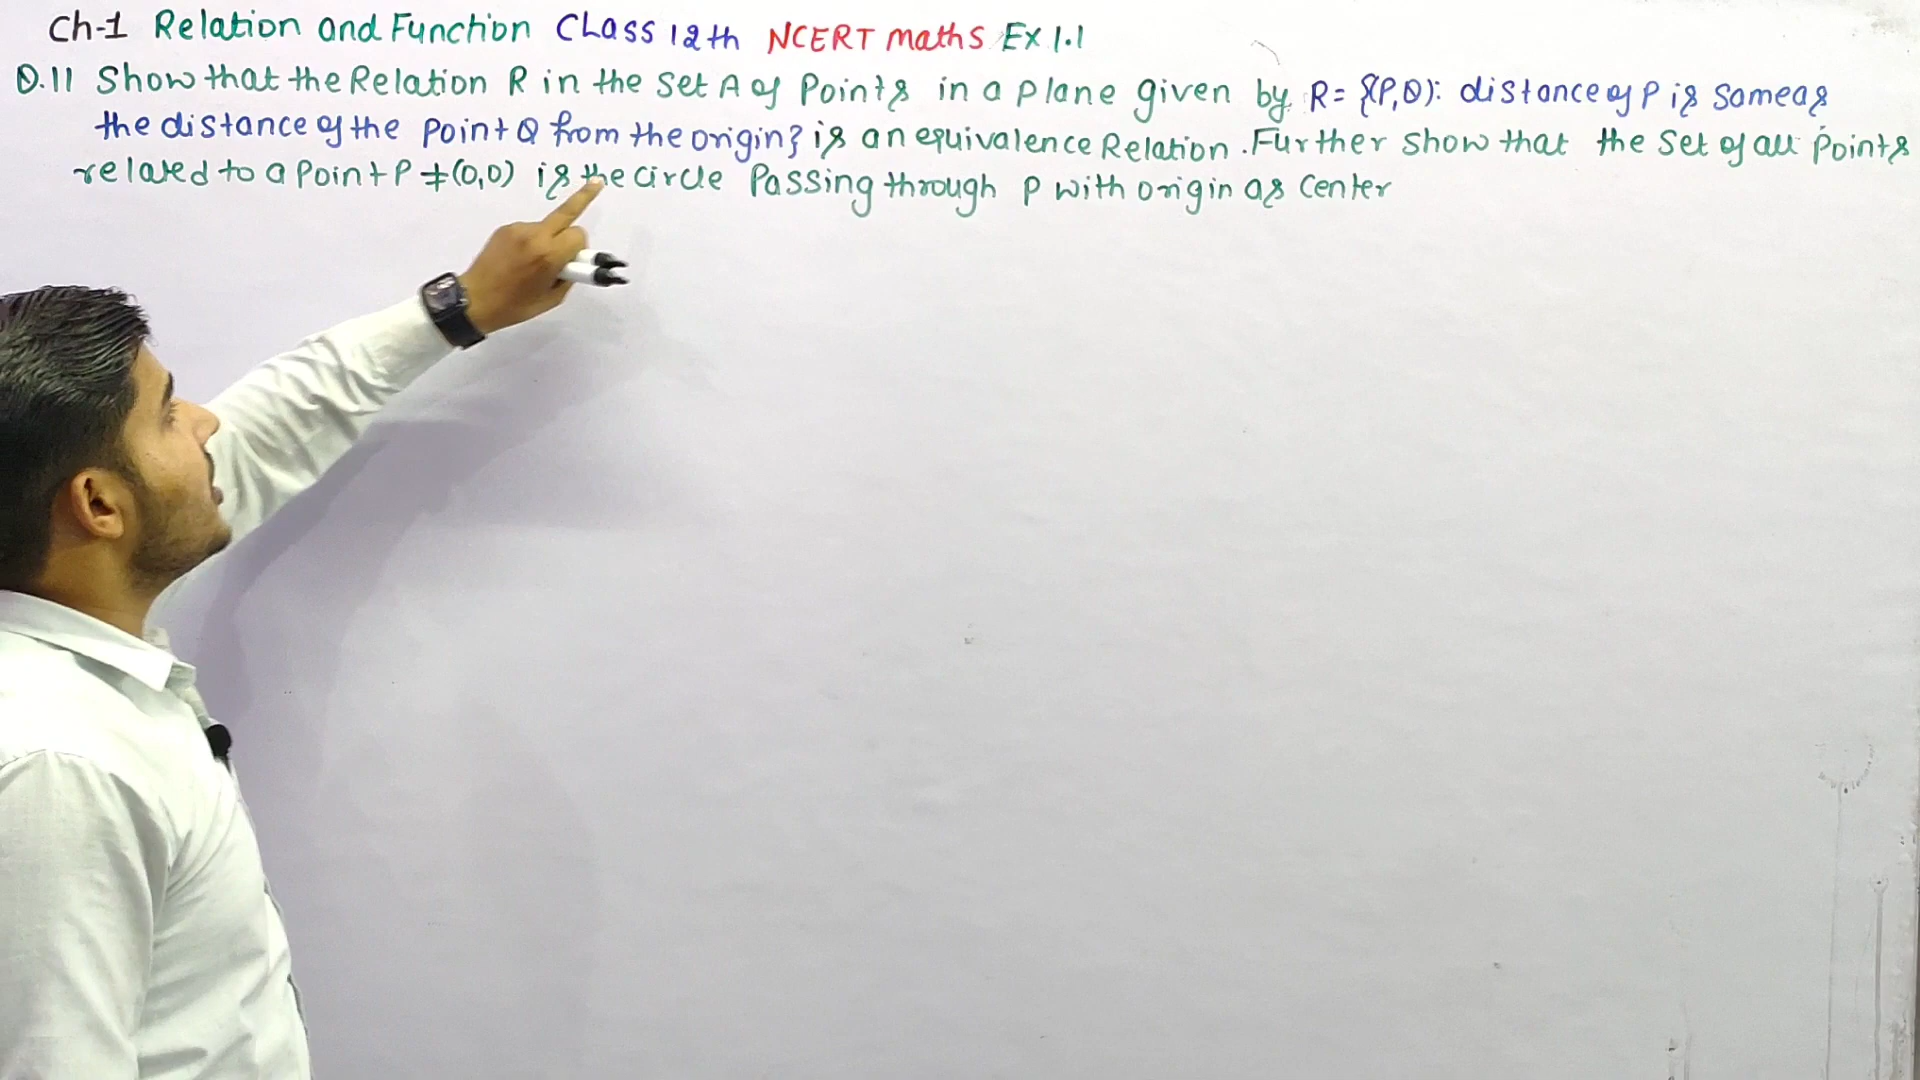 Ch-1 Relation and Function Class 12th NCERT maths Ex 1.1
Q.11 Show that the Relation R in the set A of Points in a plane given by R= {(P,Q): distance of P is same as
the distance of the point Q from the origin} is an equivalence Relation. Further show that the set of all Points
related to a Point P ≠ (0,0) is the circle Passing through P with origin as Center